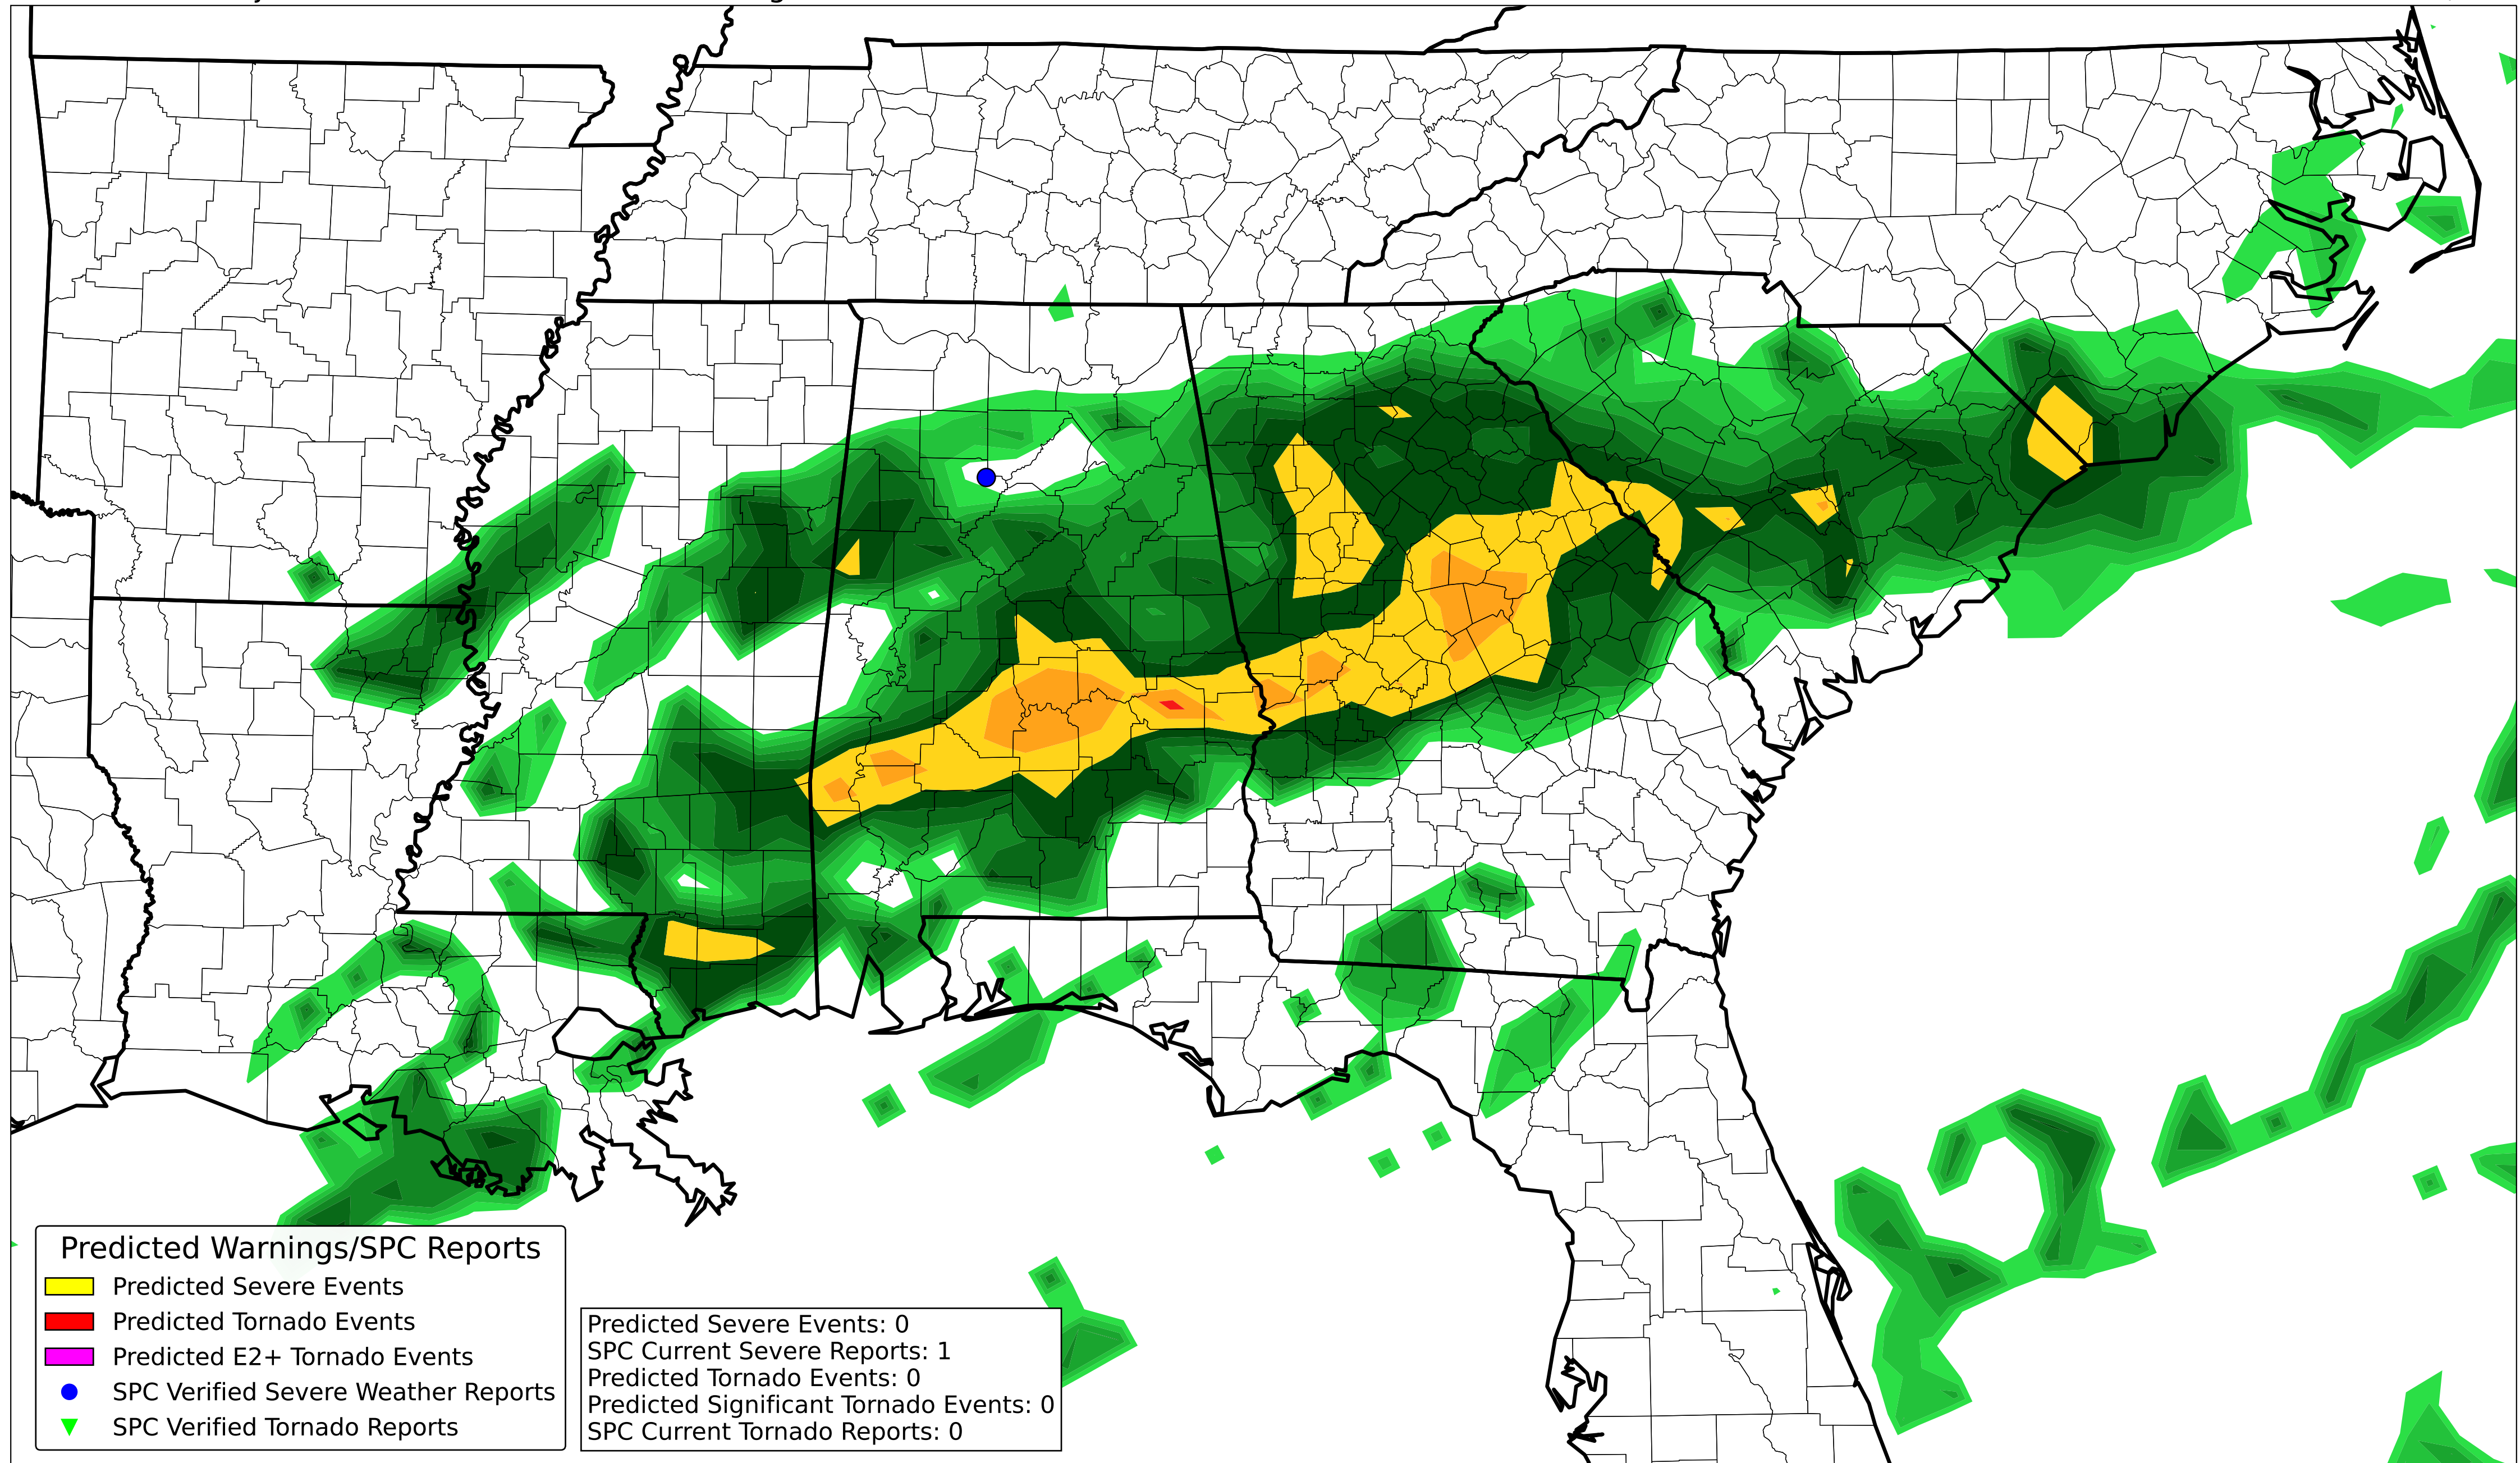 Predicted Warnings/SPC Reports
Predicted Severe Events
Predicted Tornado Events
Predicted E2+ Tornado Events
SPC Verified Severe Weather Reports
SPC Verified Tornado Reports
Predicted Severe Events: 0
SPC Current Severe Reports: 1
Predicted Tornado Events: 0
Predicted Significant Tornado Events: 0
SPC Current Tornado Reports: 0